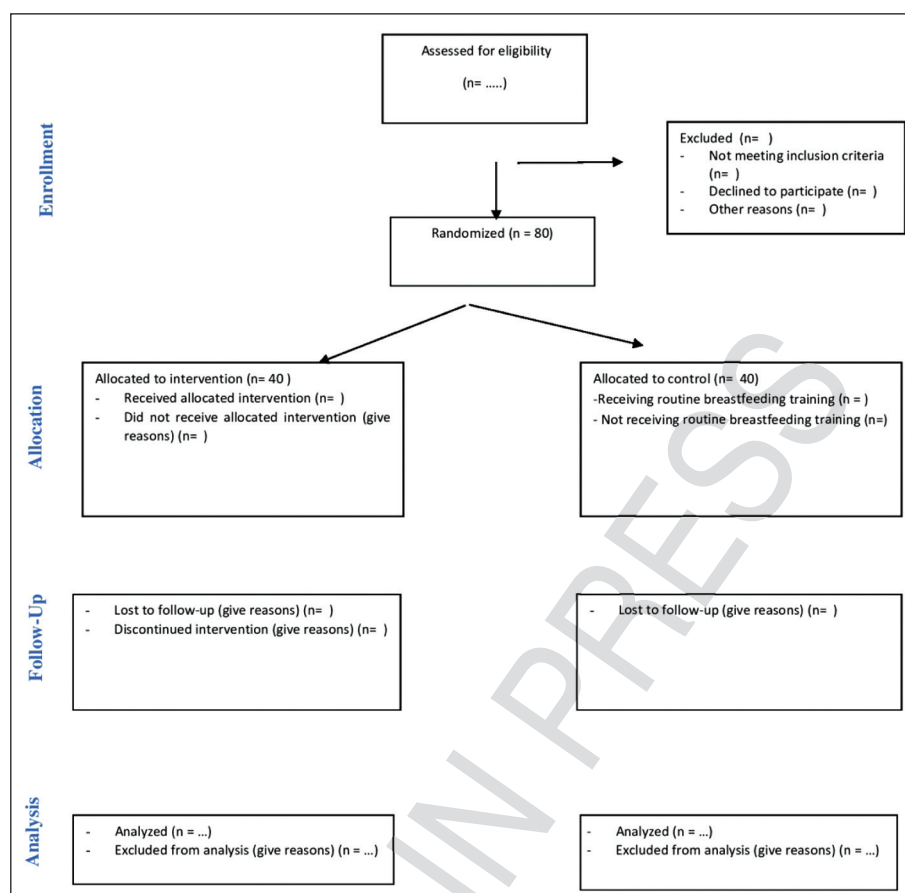 Assessed for eligibility
(n= .....)
Enrollment
Excluded (n= )
- Not meeting inclusion criteria
(n= )
- Declined to participate (n= )
- Other reasons (n= )
Randomized (n = 80)
Allocation
Allocated to intervention (n= 40 )
- Received allocated intervention (n= )
- Did not receive allocated intervention (give
reasons) (n= )
Allocated to control (n= 40)
-Receiving routine breastfeeding training (n = )
- Not receiving routine breastfeeding training (n=)
Follow-Up
- Lost to follow-up (give reasons) (n= )
- Discontinued intervention (give reasons) (n= )
- Lost to follow-up (give reasons) (n= )
Analysis
- Analyzed (n = ...)
- Excluded from analysis (give reasons) (n = ...)
- Analyzed (n = ...)
- Excluded from analysis (give reasons) (n = ...)
IN PRESS